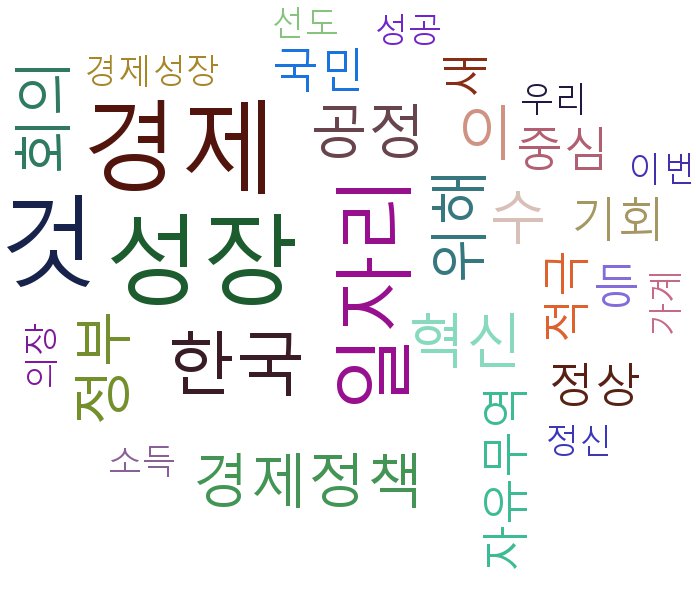 선도
성공
경제성장
국민
새
회의
우리
경제
공정
이
중심
이번
것
성장
일자리
위해
수
기회
적극
등
가계
의장
정부
한국
혁신
정상
자유무역
정신
소득
경제정책